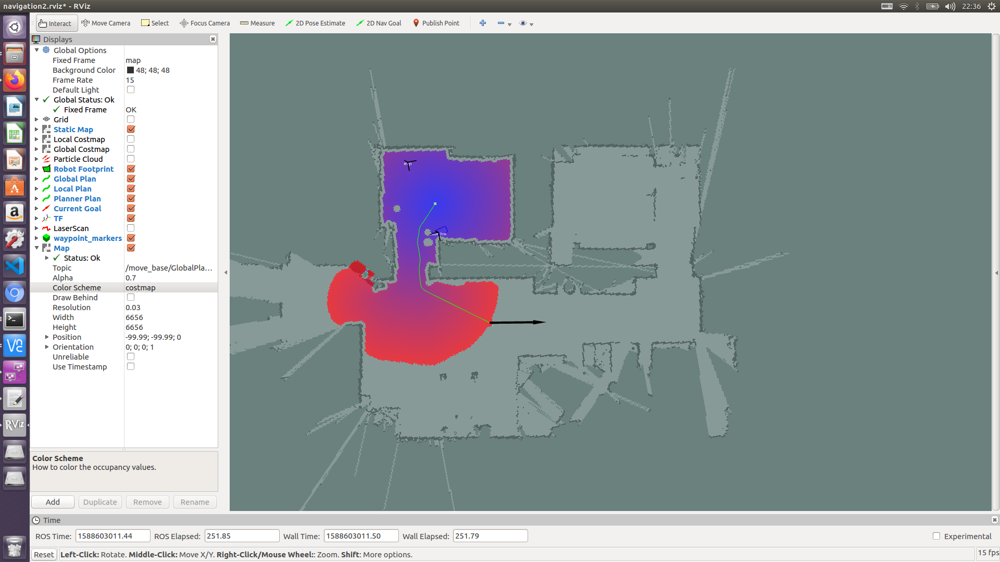 navigation2.rviz* - RViz
22:36
Interact Move Camera Select Focus Camera Measure 2D Pose Estimate 2D Nav Goal Publish Point
Displays
Global Options
Fixed Frame map
Background Color 48; 48; 48
Frame Rate 15
Default Light
Global Status: Ok
Fixed Frame OK
Grid
Static Map
Local Costmap
Global Costmap
Particle Cloud
Robot Footprint
Global Plan
Local Plan
Planner Plan
Current Goal
TF
LaserScan
waypoint_markers
Map
Status: Ok
Topic /move_base/GlobalPla...
Alpha 0.7
Color Scheme costmap
Draw Behind
Resolution 0.03
Width 6656
Height 6656
Position -99.99; -99.99; 0
Orientation 0; 0; 0; 1
Unreliable
Use Timestamp
map
base_link
RViz
Color Scheme
How to color the occupancy values.
Add Duplicate Remove Rename
Time
ROS Time: 1588603011.44 ROS Elapsed: 251.85 Wall Time: 1588603011.50 Wall Elapsed: 251.79 Experimental
Reset Left-Click: Rotate. Middle-Click: Move X/Y. Right-Click/Mouse Wheel:: Zoom. Shift: More options. 15 fps